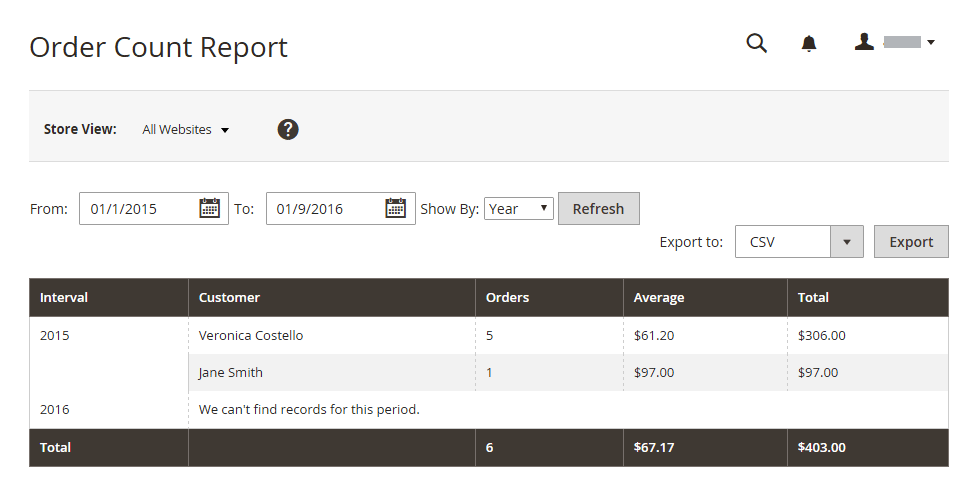 Order Count Report
Store View: All Websites ?
From: 01/1/2015 To: 01/9/2016 Show By: Year Refresh
Export to: CSV Export
Interval Customer Orders Average Total
2015 Veronica Costello 5 $61.20 $306.00
Jane Smith 1 $97.00 $97.00
2016 We can't find records for this period.
Total 6 $67.17 $403.00